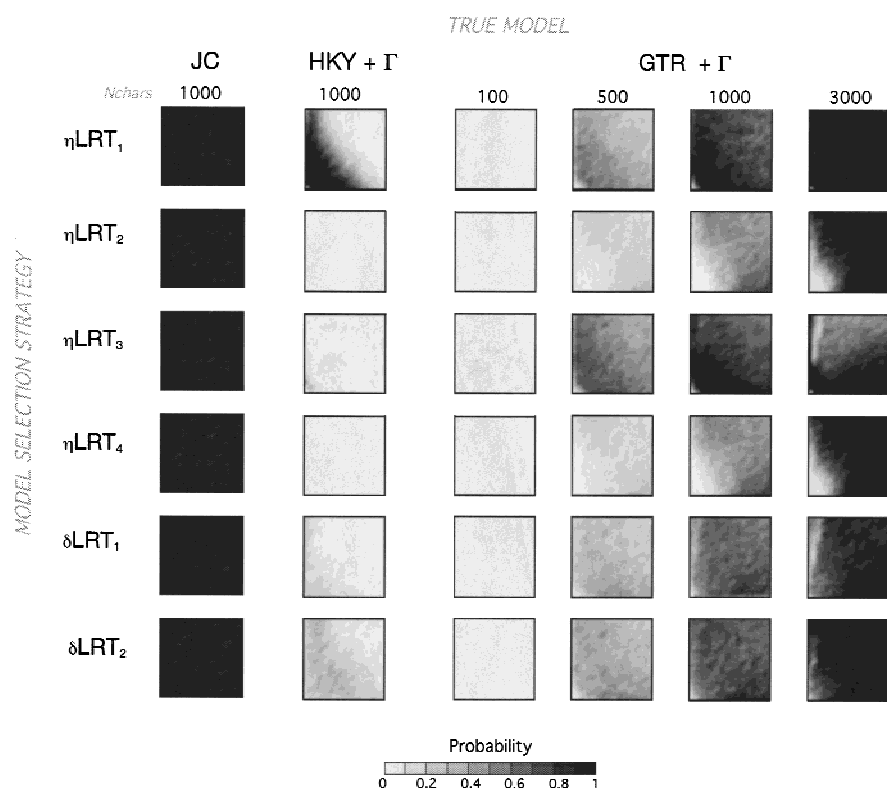 TRUE MODEL
JC HKY + Γ GTR + Γ
Nchars 1000 1000 100 500 1000 3000
ηLRT₁
ηLRT₂
ηLRT₃
ηLRT₄
δLRT₁
δLRT₂
MODEL SELECTION STRATEGY
Probability
0 0.2 0.4 0.6 0.8 1